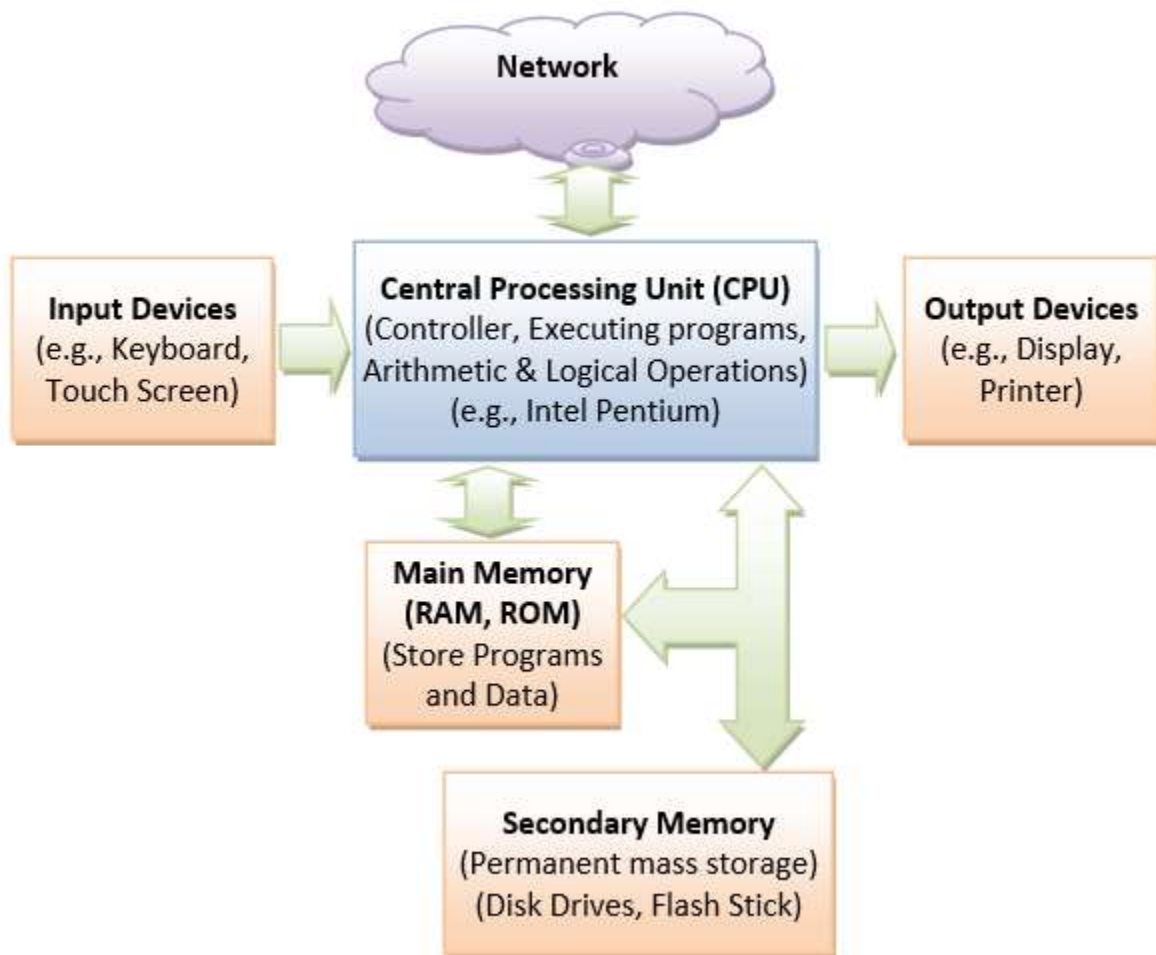 Network
Input Devices
(e.g., Keyboard,
Touch Screen)
Central Processing Unit (CPU)
(Controller, Executing programs,
Arithmetic & Logical Operations)
(e.g., Intel Pentium)
Output Devices
(e.g., Display,
Printer)
Main Memory
(RAM, ROM)
(Store Programs
and Data)
Secondary Memory
(Permanent mass storage)
(Disk Drives, Flash Stick)